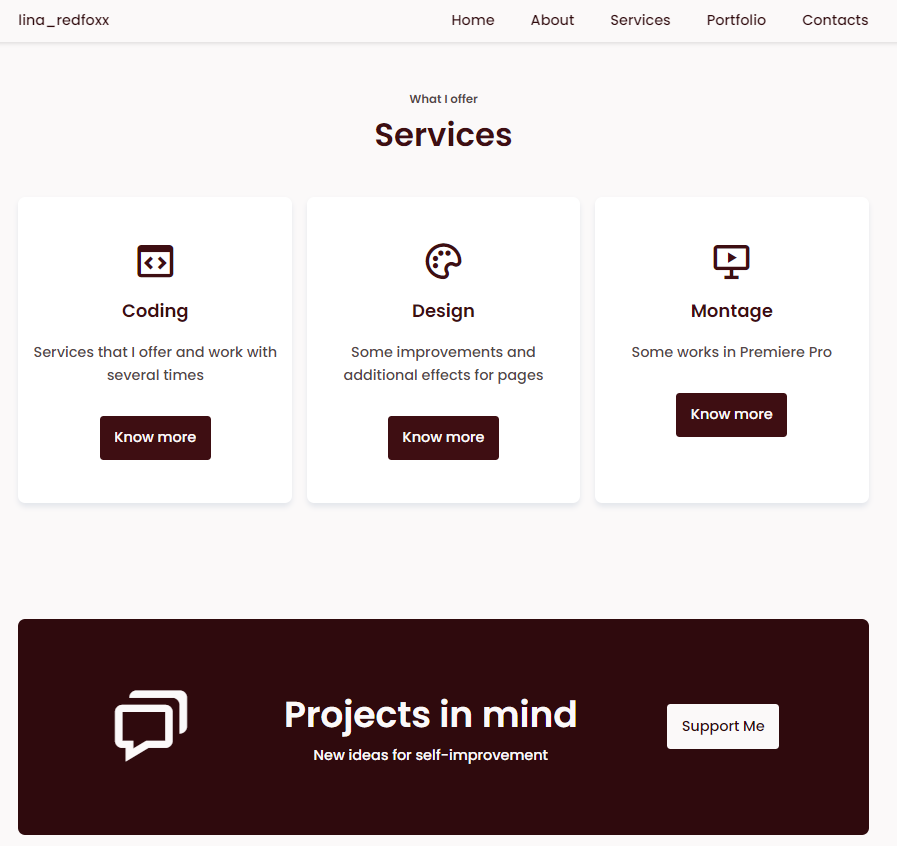 lina_redfoxx
Home About Services Portfolio Contacts
What I offer
Services
Coding
Services that I offer and work with
several times
Know more
Design
Some improvements and
additional effects for pages
Know more
Montage
Some works in Premiere Pro
Know more
Projects in mind
New ideas for self-improvement
Support Me